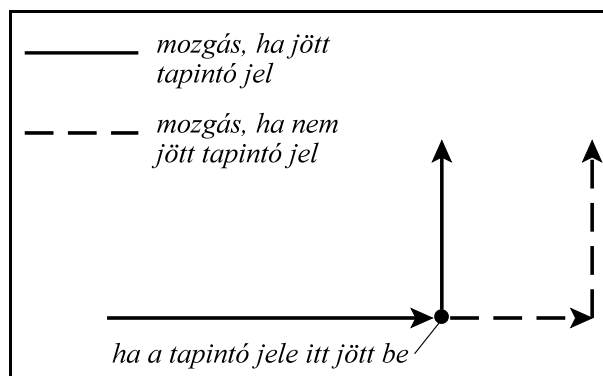 mozgás, ha jött
tapintó jel
mozgás, ha nem
jött tapintó jel
ha a tapintó jele itt jött be